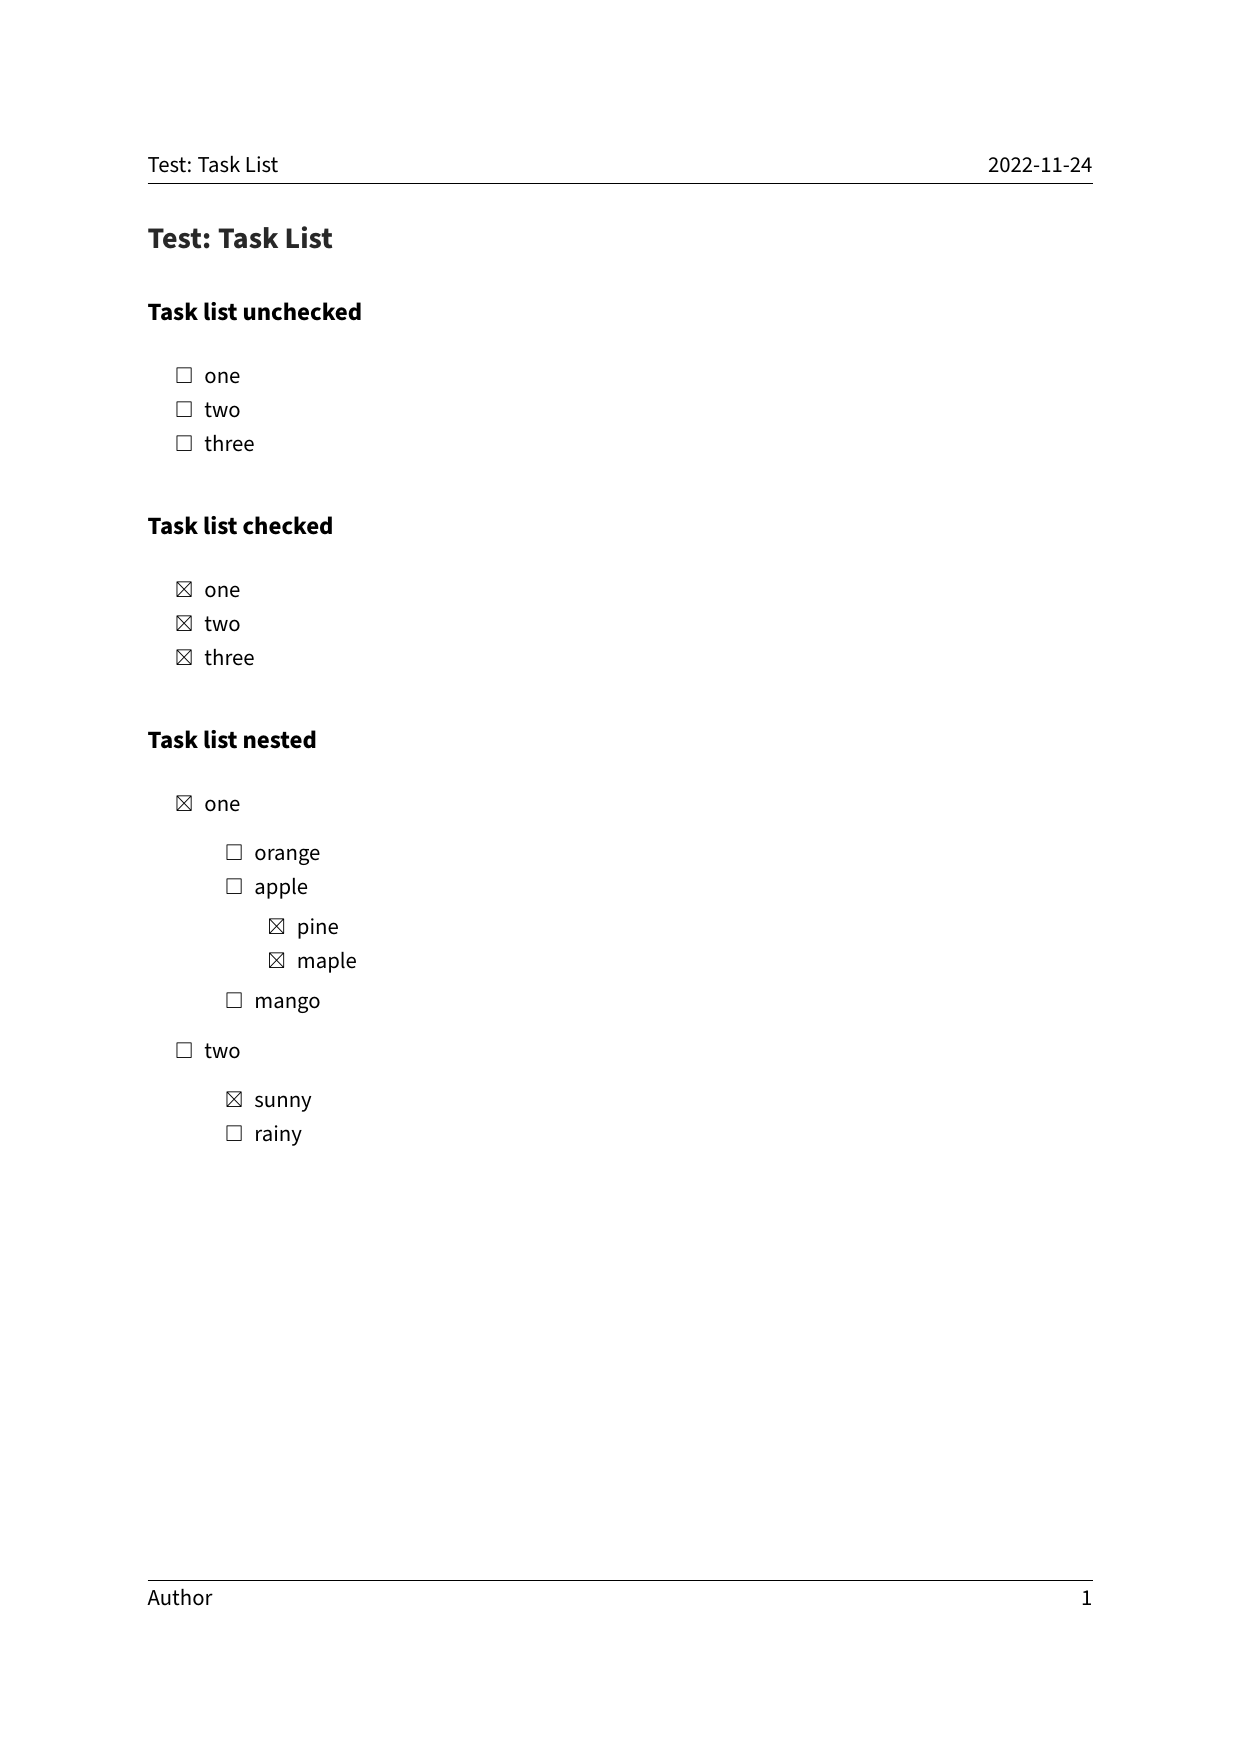 Test: Task List 2022-11-24
Test: Task List
Task list unchecked
☐ one
☐ two
☐ three
Task list checked
☒ one
☒ two
☒ three
Task list nested
☒ one
☐ orange
☐ apple
☒ pine
☒ maple
☐ mango
☐ two
☒ sunny
☐ rainy
Author 1